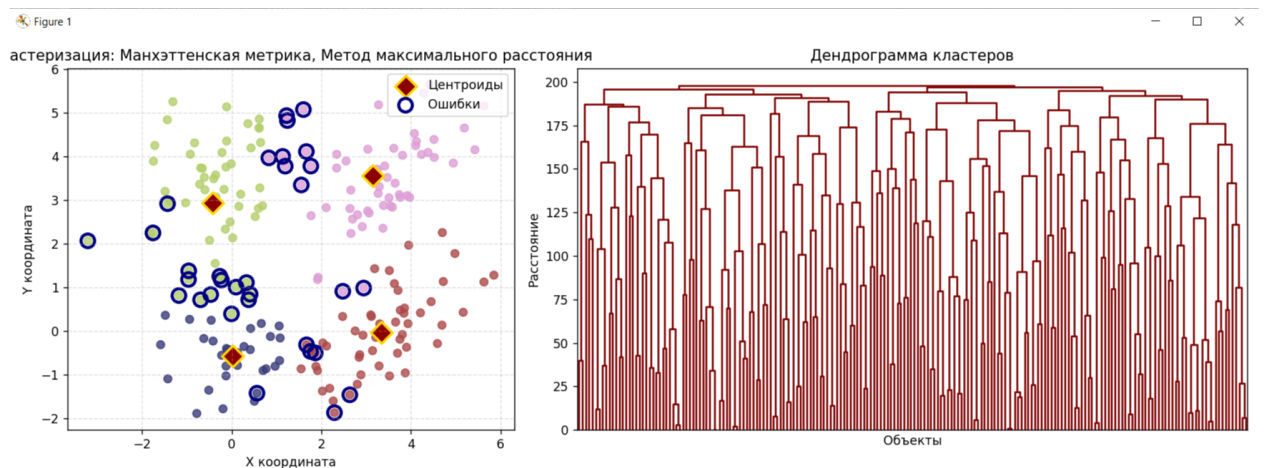 Figure 1
астеризация: Манхэттенская метрика, Метод максимального расстояния
Центроиды
Ошибки
6
5
4
3
2
1
0
−1
−2
Y координата
−2
0
2
4
6
X координата
Дендрограмма кластеров
200
175
150
125
100
75
50
25
0
Расстояние
Объекты